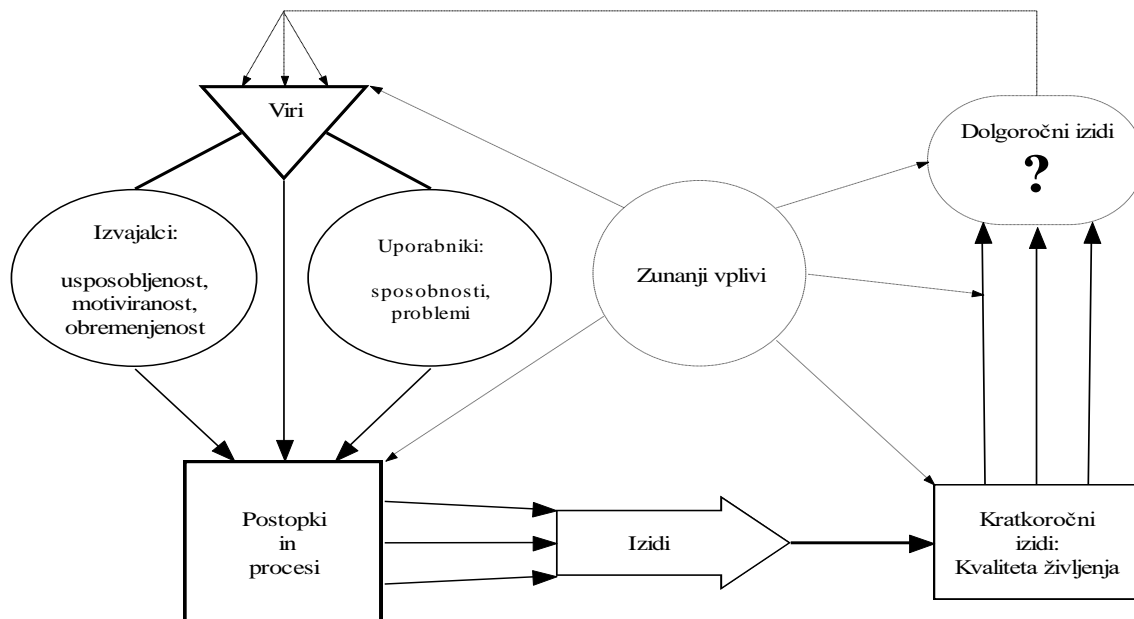 Viri
Dolgoročni izidi
?
Izvajalci:
usposobljenost,
motiviranost,
obremenjenost
Uporabniki:
sposobnosti,
problemi
Zunanji vplivi
Postopki
in
procesi
Izidi
Kratkoročni
izidi:
Kvaliteta življenja